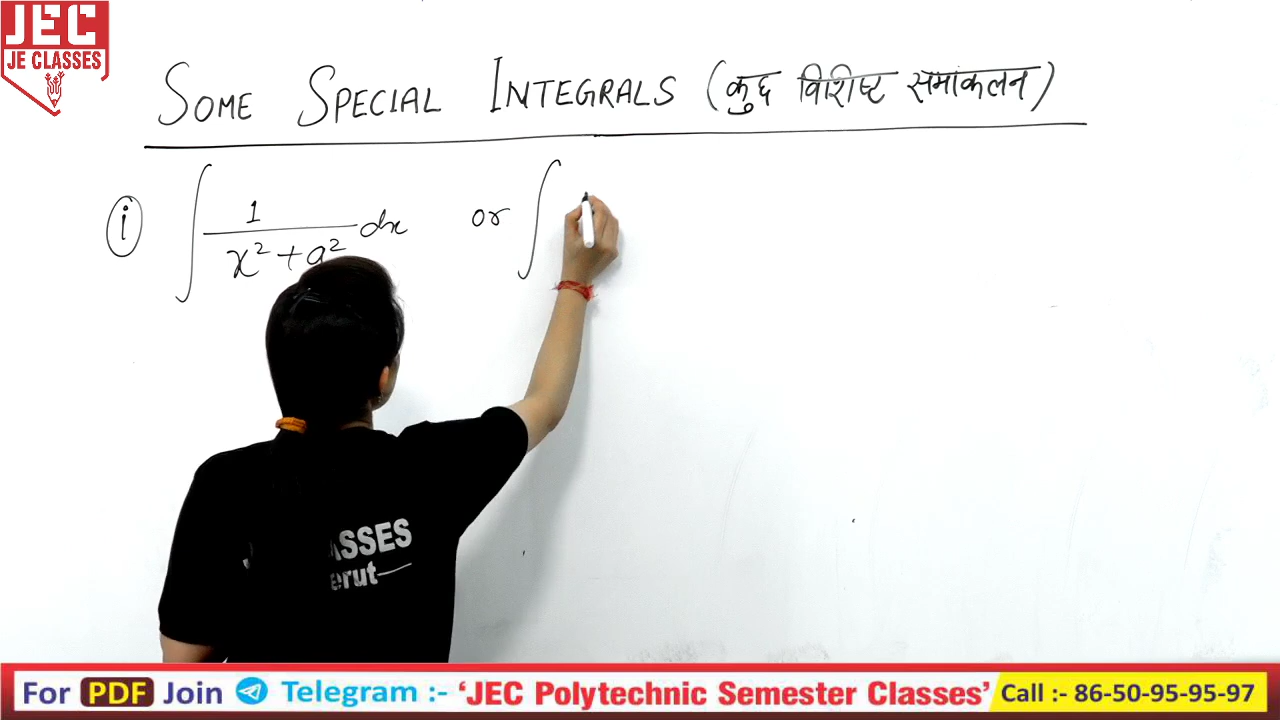 JEC
JE CLASSES
SOME SPECIAL INTEGRALS (कुछ विशिष्ट समाकलन)
i ∫ 1 / (x² + a²) dx or ∫
ASSES
erut
For PDF Join Telegram :- 'JEC Polytechnic Semester Classes' Call :- 86-50-95-95-97